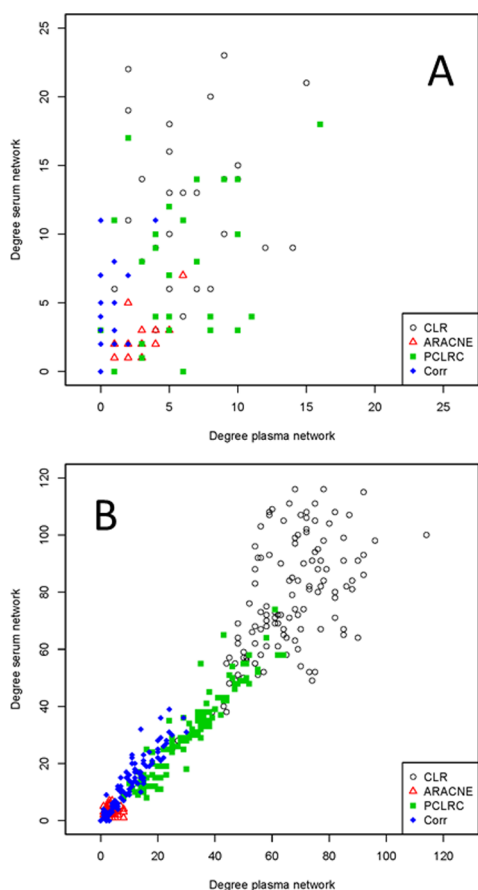 A
25
20
15
10
5
0
Degree serum network
CLR
ARACNE
PCLRC
Corr
0 5 10 15 20 25
Degree plasma network
B
120
100
80
60
40
20
0
Degree serum network
CLR
ARACNE
PCLRC
Corr
0 20 40 60 80 100 120
Degree plasma network